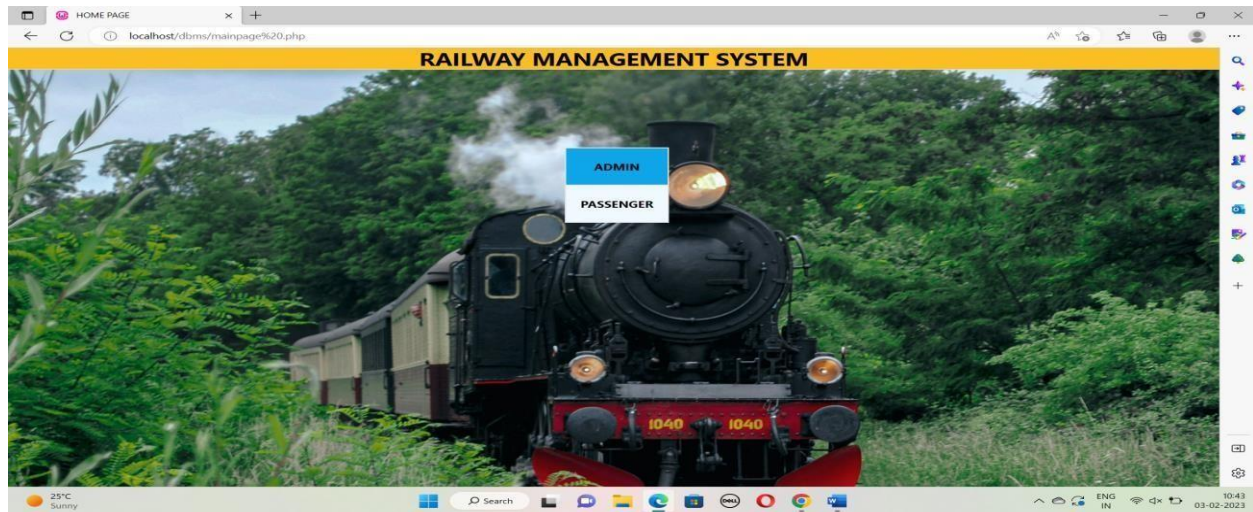 HOME PAGE
localhost/dbms/mainpage%20.php
RAILWAY MANAGEMENT SYSTEM
ADMIN
PASSENGER
1040 1040
25°C
Sunny
Search
DELL
ENG
IN
10:43
03-02-2023